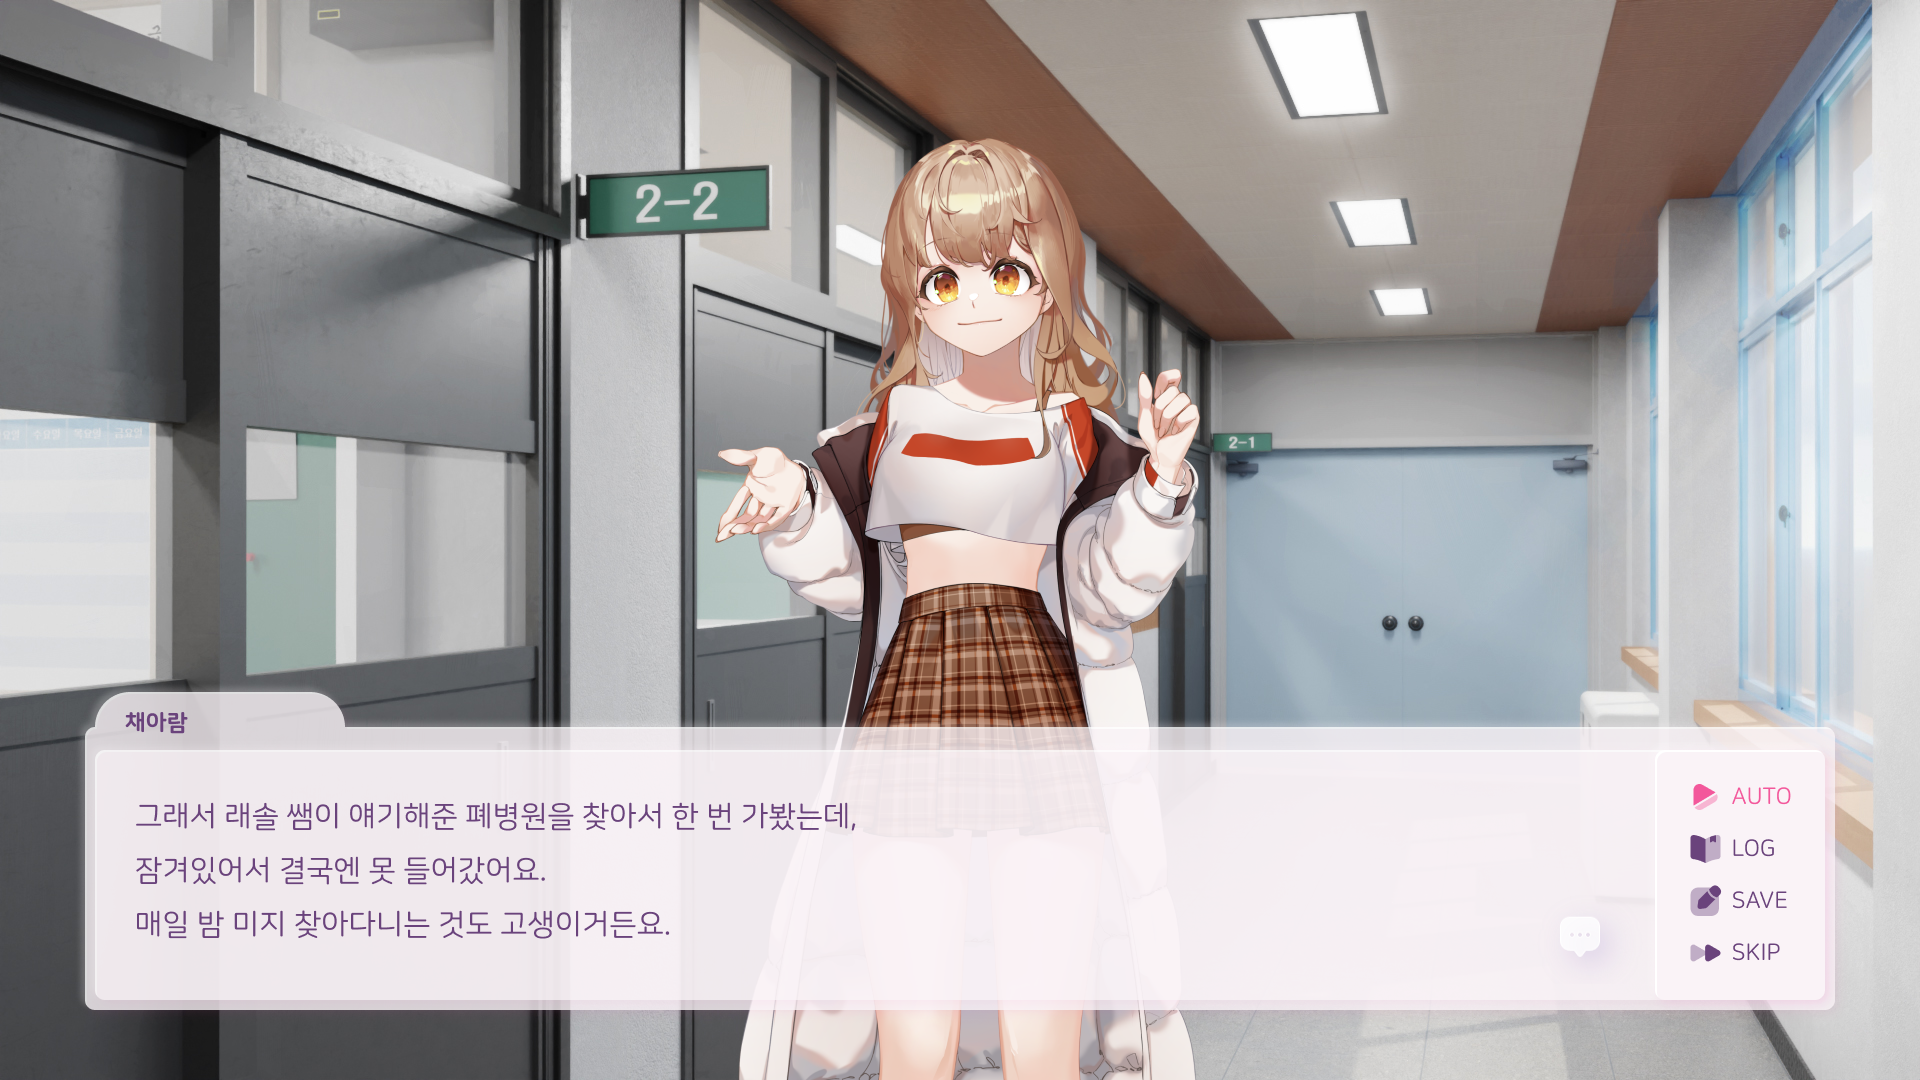 2-2
2-1
채아람
그래서 래솔 쌤이 얘기해준 폐병원을 찾아서 한 번 가봤는데,
잠겨있어서 결국엔 못 들어갔어요.
매일 밤 미지 찾아다니는 것도 고생이거든요.
AUTO
LOG
SAVE
SKIP